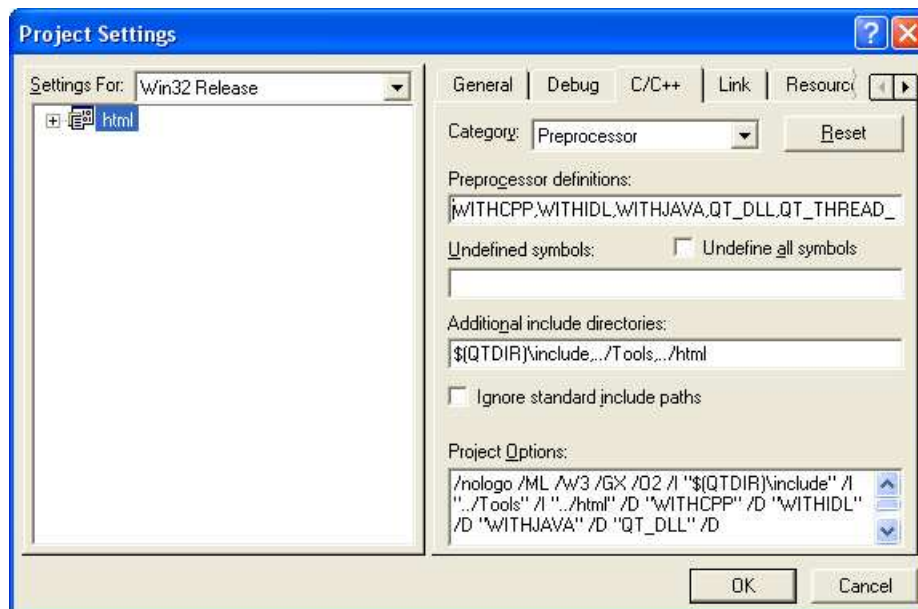 Project Settings
Settings For: Win32 Release
html
General Debug C/C++ Link Resourc
Category: Preprocessor Reset
Preprocessor definitions:
WITHCPP,WITHIDL,WITHJAVA,QT_DLL,QT_THREAD_
Undefined symbols: Undefine all symbols
Additional include directories:
$(QTDIR)\include,../Tools,../html
Ignore standard include paths
Project Options:
/nologo /ML /W3 /GX /O2 /I "$(QTDIR)\include" /I
"../Tools" /I "../html" /D "WITHCPP" /D "WITHIDL"
/D "WITHJAVA" /D "QT_DLL" /D
OK Cancel